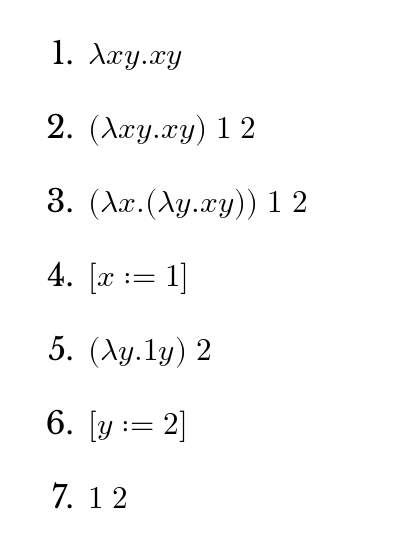 1. λxy.xy
2. (λxy.xy) 1 2
3. (λx.(λy.xy)) 1 2
4. [x := 1]
5. (λy.1y) 2
6. [y := 2]
7. 1 2